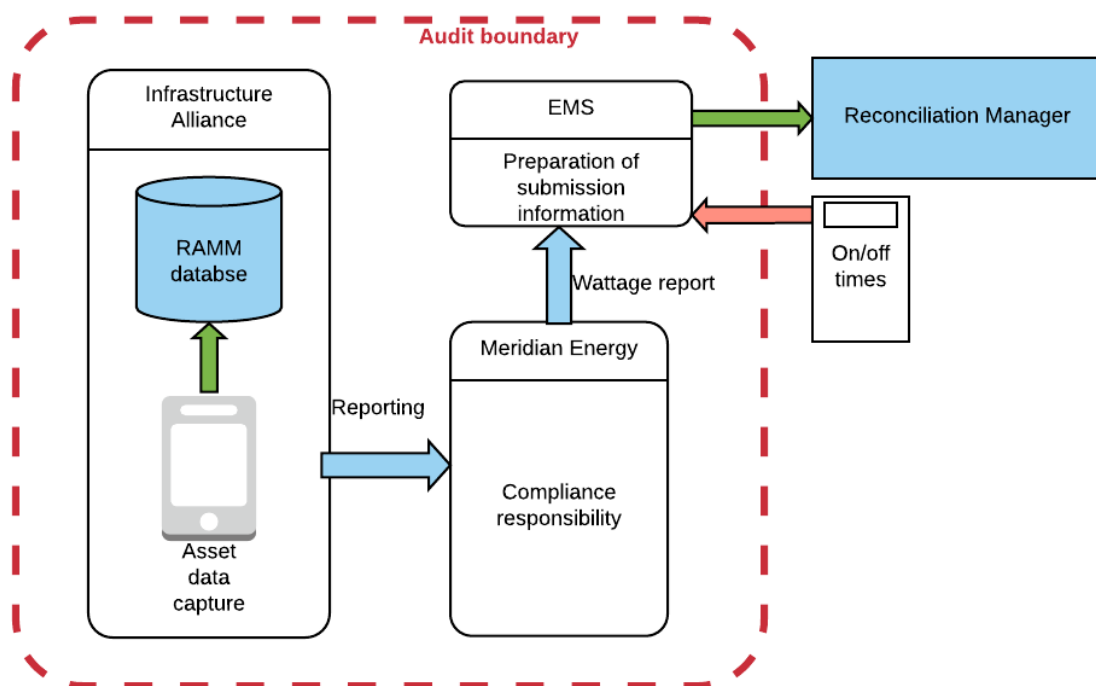 Audit boundary
Infrastructure
Alliance
RAMM
databse
Asset
data
capture
Reporting
EMS
Preparation of
submission
information
Wattage report
Meridian Energy
Compliance
responsibility
Reconciliation Manager
On/off
times